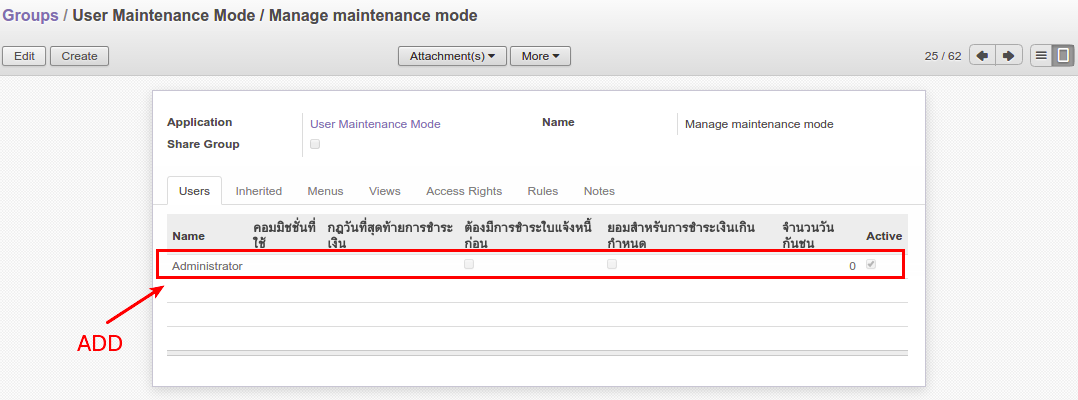 Groups / User Maintenance Mode / Manage maintenance mode
Edit Create Attachment(s) More 25 / 62
Application User Maintenance Mode Name Manage maintenance mode
Share Group
Users Inherited Menus Views Access Rights Rules Notes
Name คอมมิชชั่นที่ใช้ กฎวันที่สุดท้ายการชำระเงิน ต้องมีการชำระใบแจ้งหนี้ก่อน ยอมสำหรับการชำระเงินเกินกำหนด จำนวนวันกันชน Active
Administrator 0
ADD